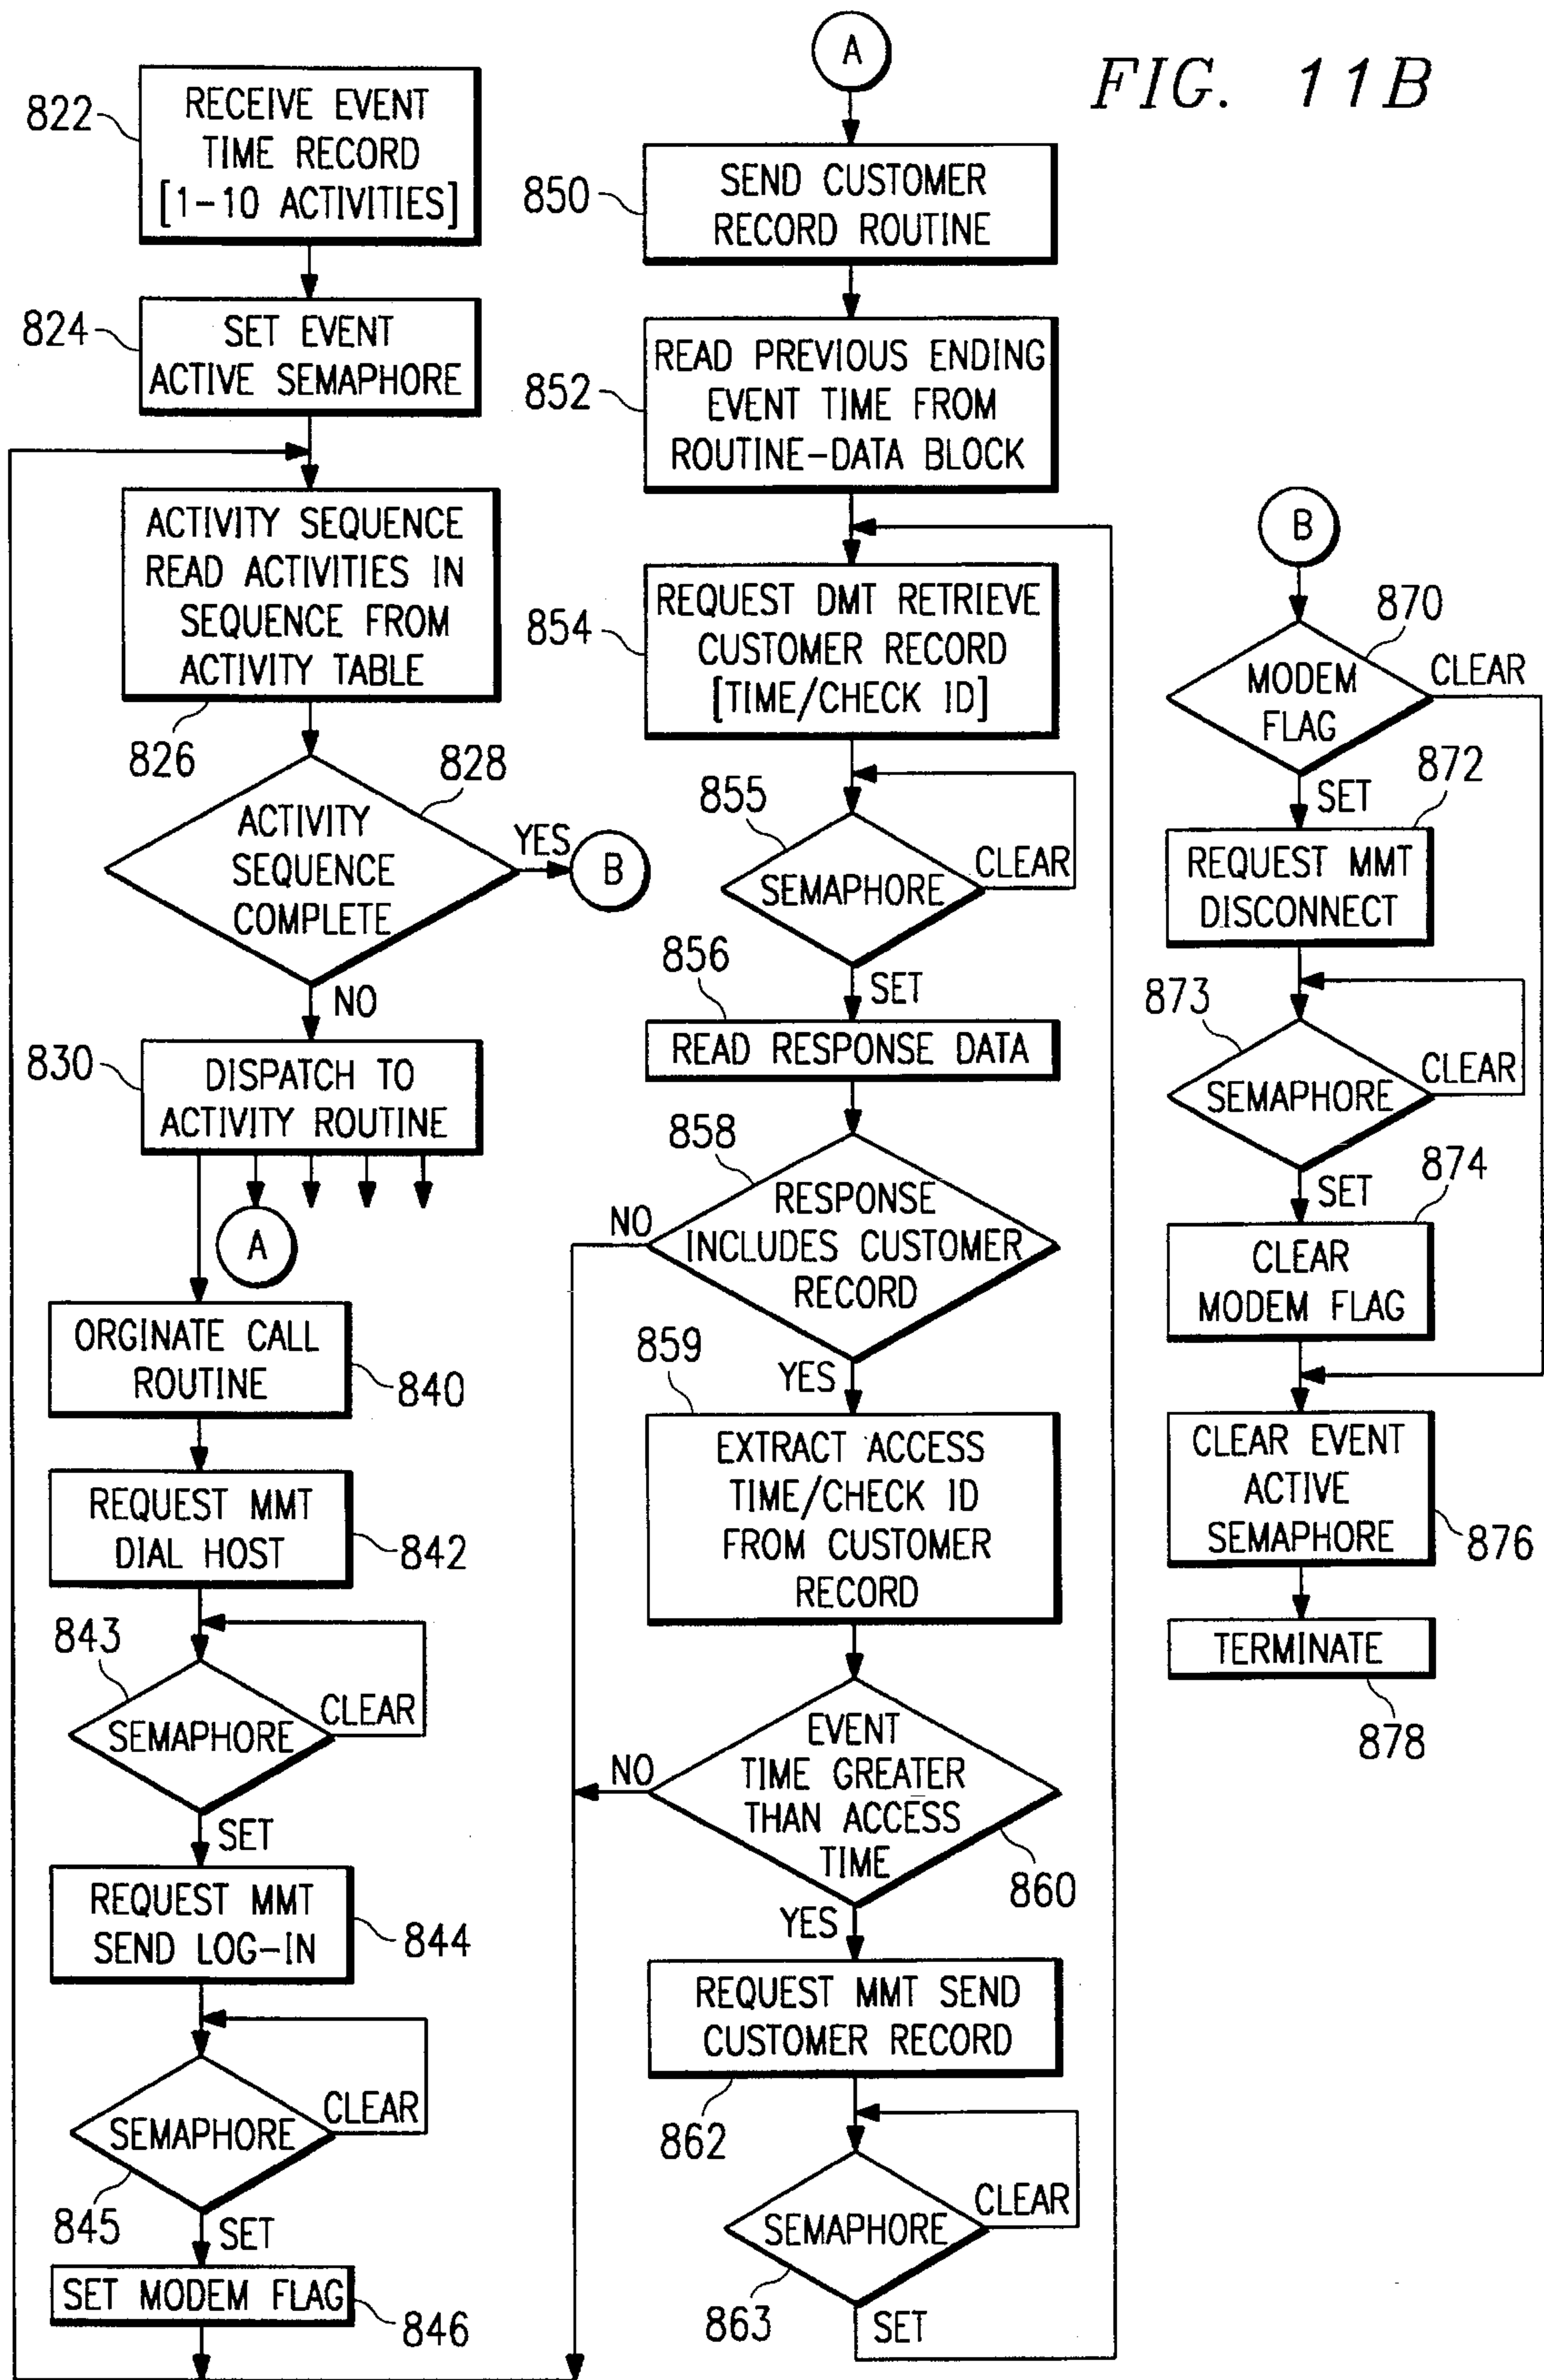 FIG. 11B
822
RECEIVE EVENT
TIME RECORD
[1-10 ACTIVITIES]
824
SET EVENT
ACTIVE SEMAPHORE
ACTIVITY SEQUENCE
READ ACTIVITIES IN
SEQUENCE FROM
ACTIVITY TABLE
826
828
ACTIVITY
SEQUENCE
COMPLETE
YES
B
NO
830
DISPATCH TO
ACTIVITY ROUTINE
A
ORGINATE CALL
ROUTINE
840
REQUEST MMT
DIAL HOST
842
843
SEMAPHORE
CLEAR
SET
REQUEST MMT
SEND LOG-IN
844
SEMAPHORE
CLEAR
845
SET
SET MODEM FLAG
846
A
850
SEND CUSTOMER
RECORD ROUTINE
852
READ PREVIOUS ENDING
EVENT TIME FROM
ROUTINE-DATA BLOCK
854
REQUEST DMT RETRIEVE
CUSTOMER RECORD
[TIME/CHECK ID]
855
SEMAPHORE
CLEAR
SET
856
READ RESPONSE DATA
858
RESPONSE
INCLUDES CUSTOMER
RECORD
NO
YES
859
EXTRACT ACCESS
TIME/CHECK ID
FROM CUSTOMER
RECORD
EVENT
TIME GREATER
THAN ACCESS
TIME
NO
860
YES
REQUEST MMT SEND
CUSTOMER RECORD
862
SEMAPHORE
CLEAR
863
SET
B
870
MODEM
FLAG
CLEAR
SET
872
REQUEST MMT
DISCONNECT
873
SEMAPHORE
CLEAR
SET
874
CLEAR
MODEM FLAG
CLEAR EVENT
ACTIVE
SEMAPHORE
876
TERMINATE
878